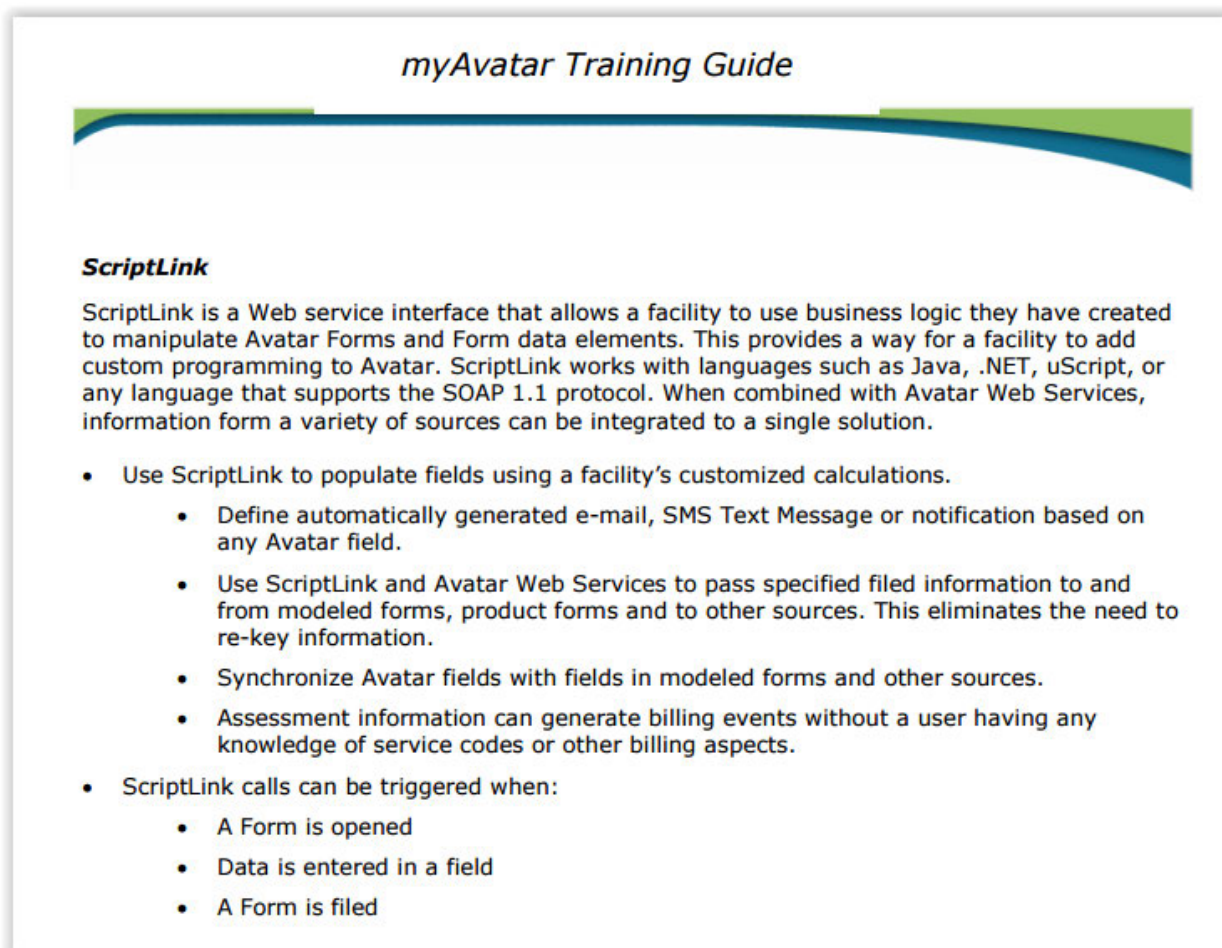 myAvatar Training Guide
ScriptLink
ScriptLink is a Web service interface that allows a facility to use business logic they have created
to manipulate Avatar Forms and Form data elements. This provides a way for a facility to add
custom programming to Avatar. ScriptLink works with languages such as Java, .NET, uScript, or
any language that supports the SOAP 1.1 protocol. When combined with Avatar Web Services,
information form a variety of sources can be integrated to a single solution.
• Use ScriptLink to populate fields using a facility's customized calculations.
• Define automatically generated e-mail, SMS Text Message or notification based on
any Avatar field.
• Use ScriptLink and Avatar Web Services to pass specified filed information to and
from modeled forms, product forms and to other sources. This eliminates the need to
re-key information.
• Synchronize Avatar fields with fields in modeled forms and other sources.
• Assessment information can generate billing events without a user having any
knowledge of service codes or other billing aspects.
• ScriptLink calls can be triggered when:
• A Form is opened
• Data is entered in a field
• A Form is filed